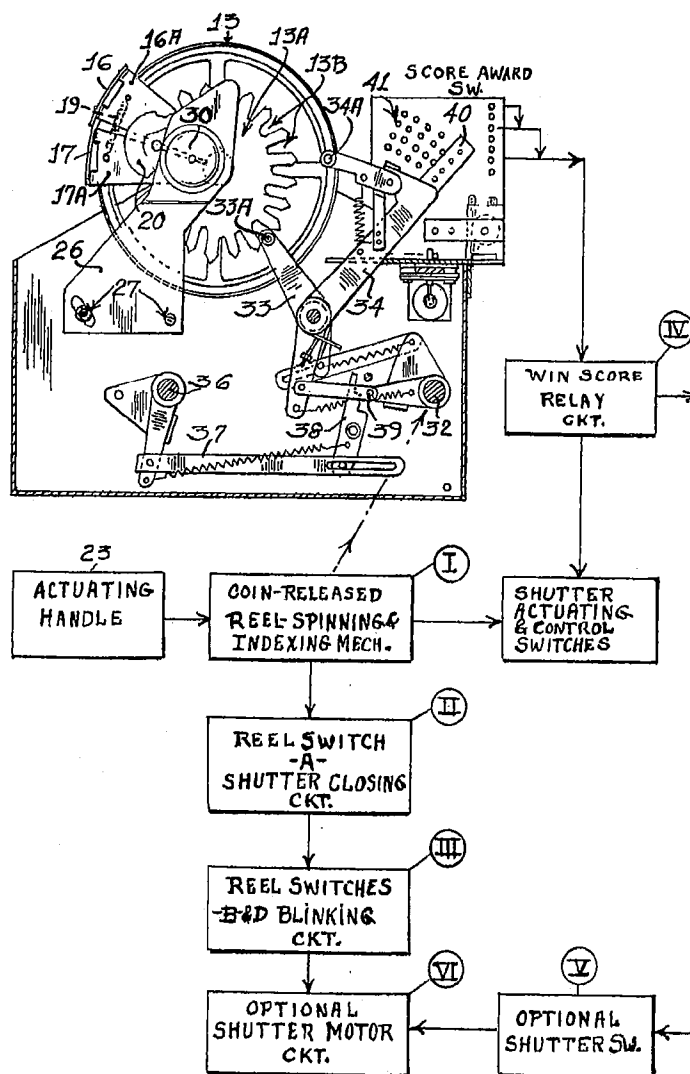 13
16A
16
13A
13B
19
30
34A
41
SCORE AWARD
SW.
40
17
17A
20
33A
26
33
34
27
36
38
39
32
37
IV
WIN SCORE
RELAY
CKT.
23
ACTUATING
HANDLE
I
COIN-RELEASED
REEL-SPINNING &
INDEXING MECH.
SHUTTER
ACTUATING
& CONTROL
SWITCHES
II
REEL SWITCH
-A-
SHUTTER CLOSING
CKT.
III
REEL SWITCHES
-B&D BLINKING
CKT.
VI
OPTIONAL
SHUTTER MOTOR
CKT.
V
OPTIONAL
SHUTTER SW.